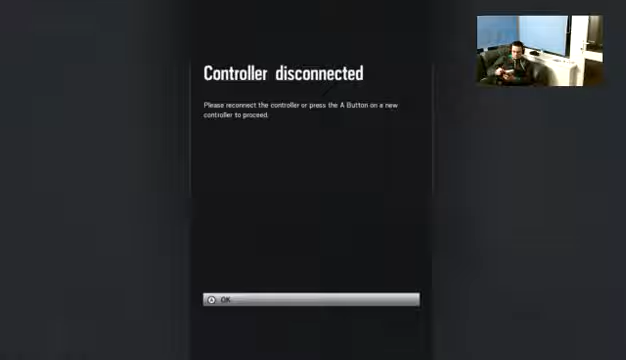 Controller disconnected
Please reconnect the controller or press the A Button on a new
controller to proceed.
A OK